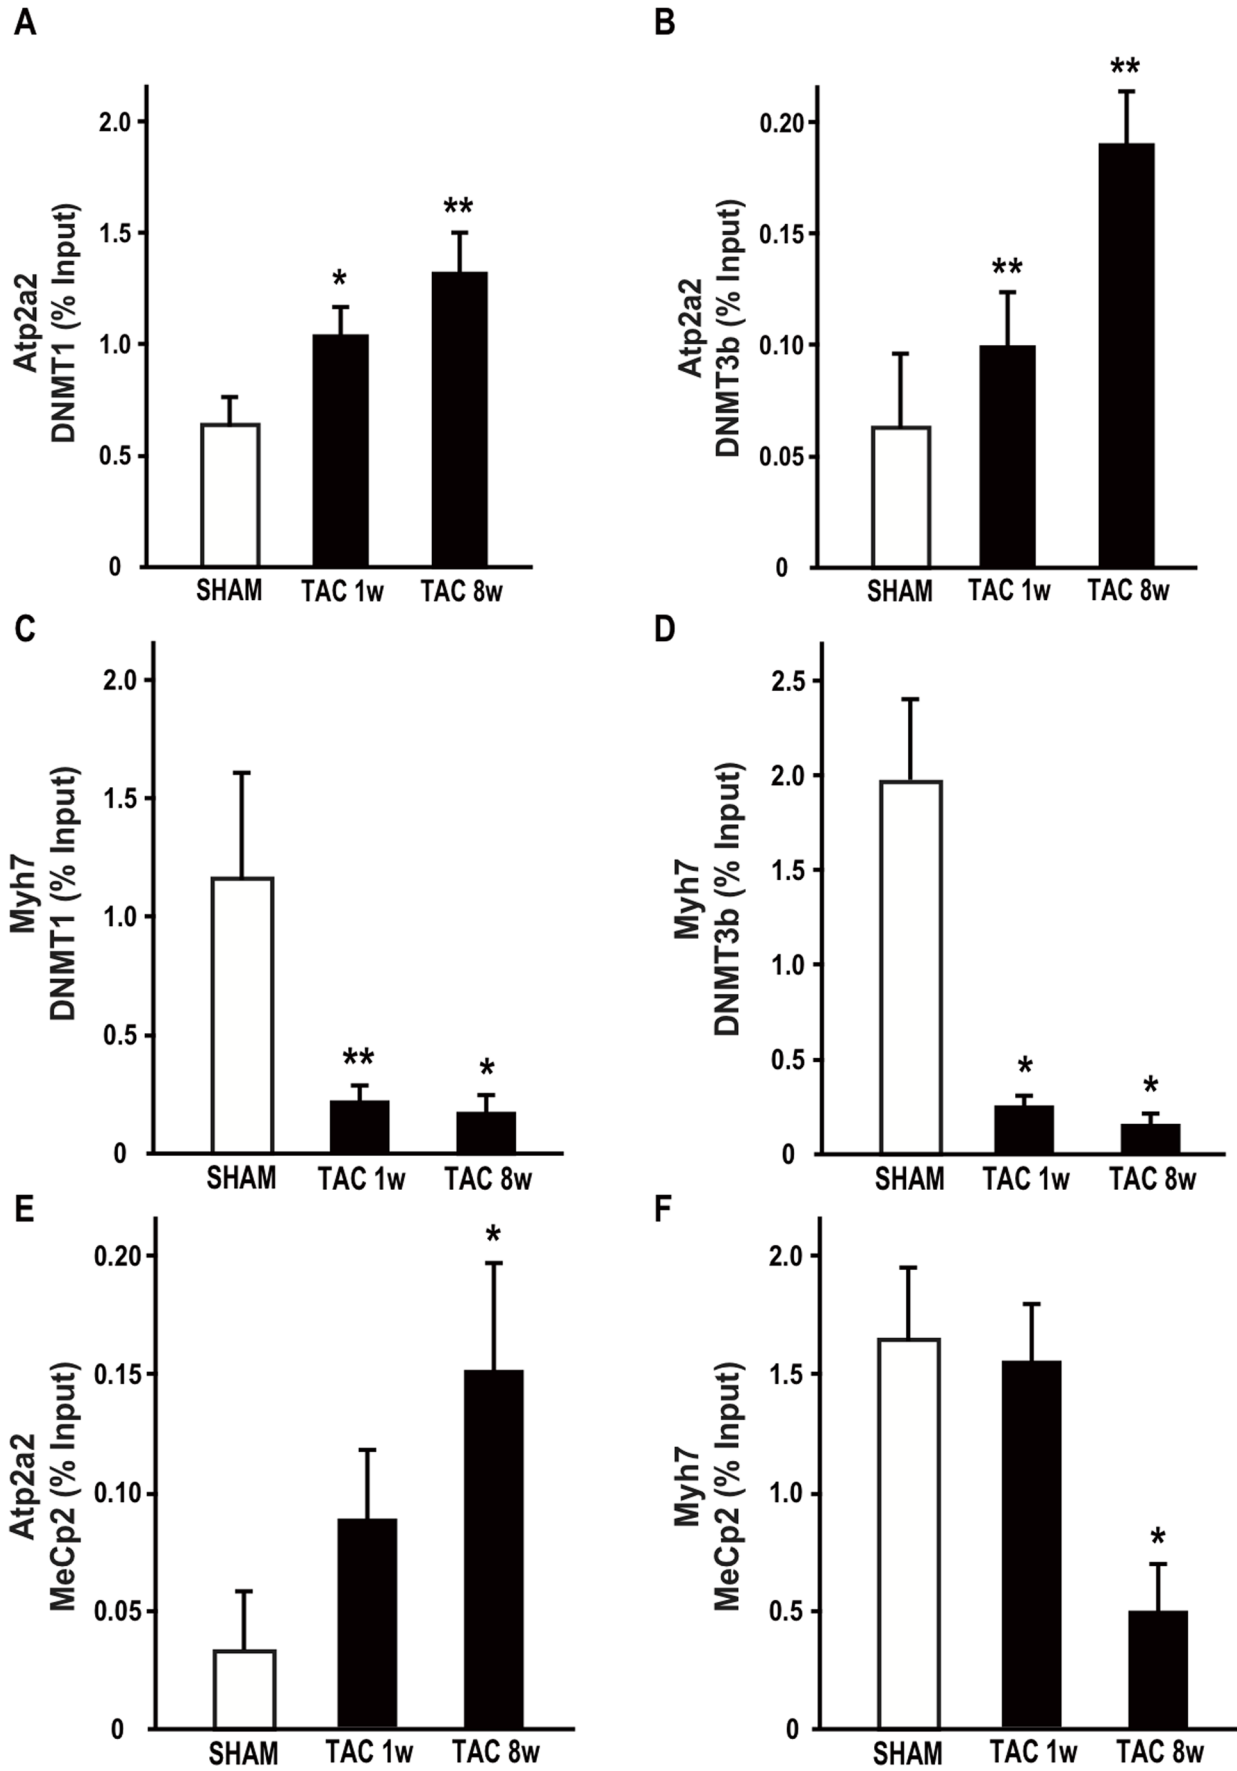 A
Atp2a2
DNMT1 (% Input)
2.0
1.5
1.0
0.5
0
*
**
SHAM
TAC 1w
TAC 8w
B
Atp2a2
DNMT3b (% Input)
0.20
0.15
0.10
0.05
0
**
**
SHAM
TAC 1w
TAC 8w
C
Myh7
DNMT1 (% Input)
2.0
1.5
1.0
0.5
0
**
*
SHAM
TAC 1w
TAC 8w
D
Myh7
DNMT3b (% Input)
2.5
2.0
1.5
1.0
0.5
0
*
*
SHAM
TAC 1w
TAC 8w
E
Atp2a2
MeCp2 (% Input)
0.20
0.15
0.10
0.05
0
*
SHAM
TAC 1w
TAC 8w
F
Myh7
MeCp2 (% Input)
2.0
1.5
1.0
0.5
0
*
SHAM
TAC 1w
TAC 8w